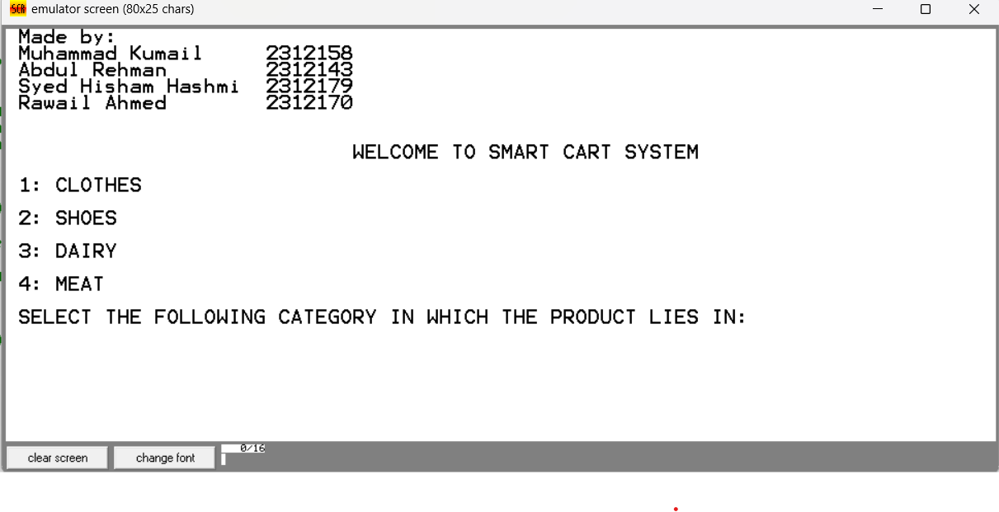 emulator screen (80x25 chars)
Made by:
Muhammad Kumail 2312158
Abdul Rehman 2312143
Syed Hisham Hashmi 2312179
Rawail Ahmed 2312170
WELCOME TO SMART CART SYSTEM
1: CLOTHES
2: SHOES
3: DAIRY
4: MEAT
SELECT THE FOLLOWING CATEGORY IN WHICH THE PRODUCT LIES IN:
clear screen change font 0/16